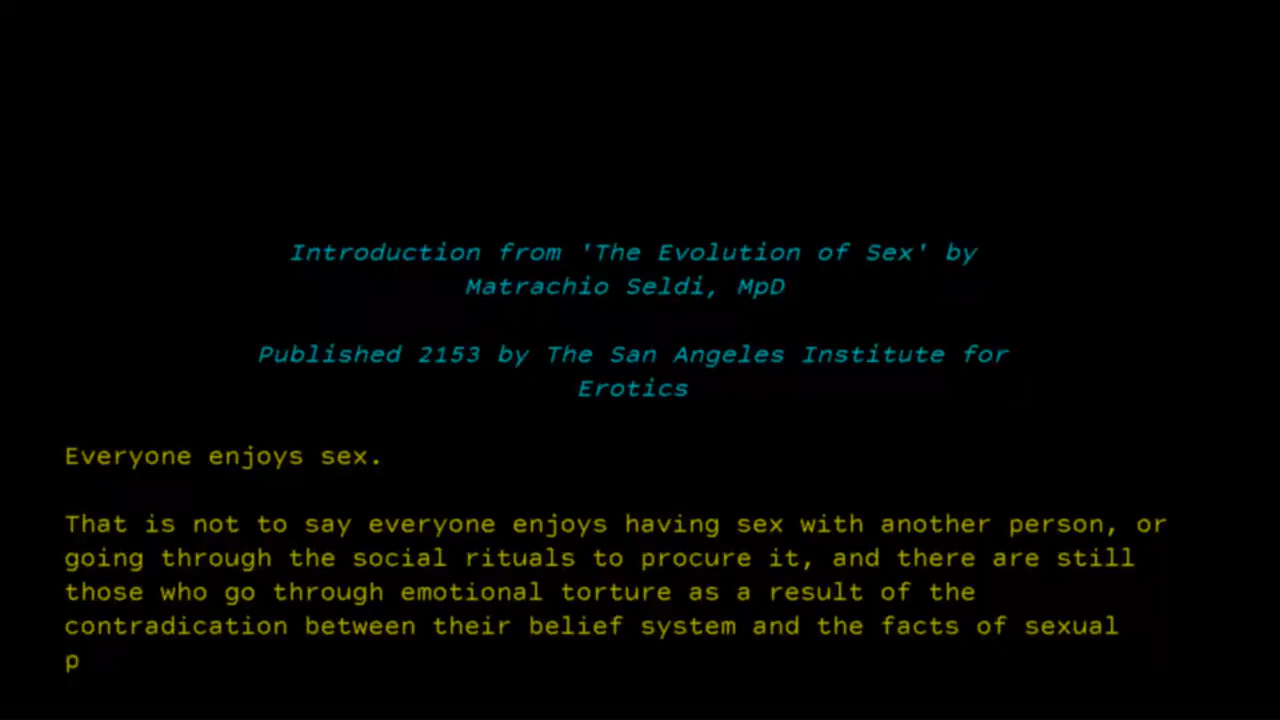 Introduction from 'The Evolution of Sex' by
Matrachio Seldi, MpD
Published 2153 by The San Angeles Institute for
Erotics
Everyone enjoys sex.
That is not to say everyone enjoys having sex with another person, or
going through the social rituals to procure it, and there are still
those who go through emotional torture as a result of the
contradication between their belief system and the facts of sexual
p